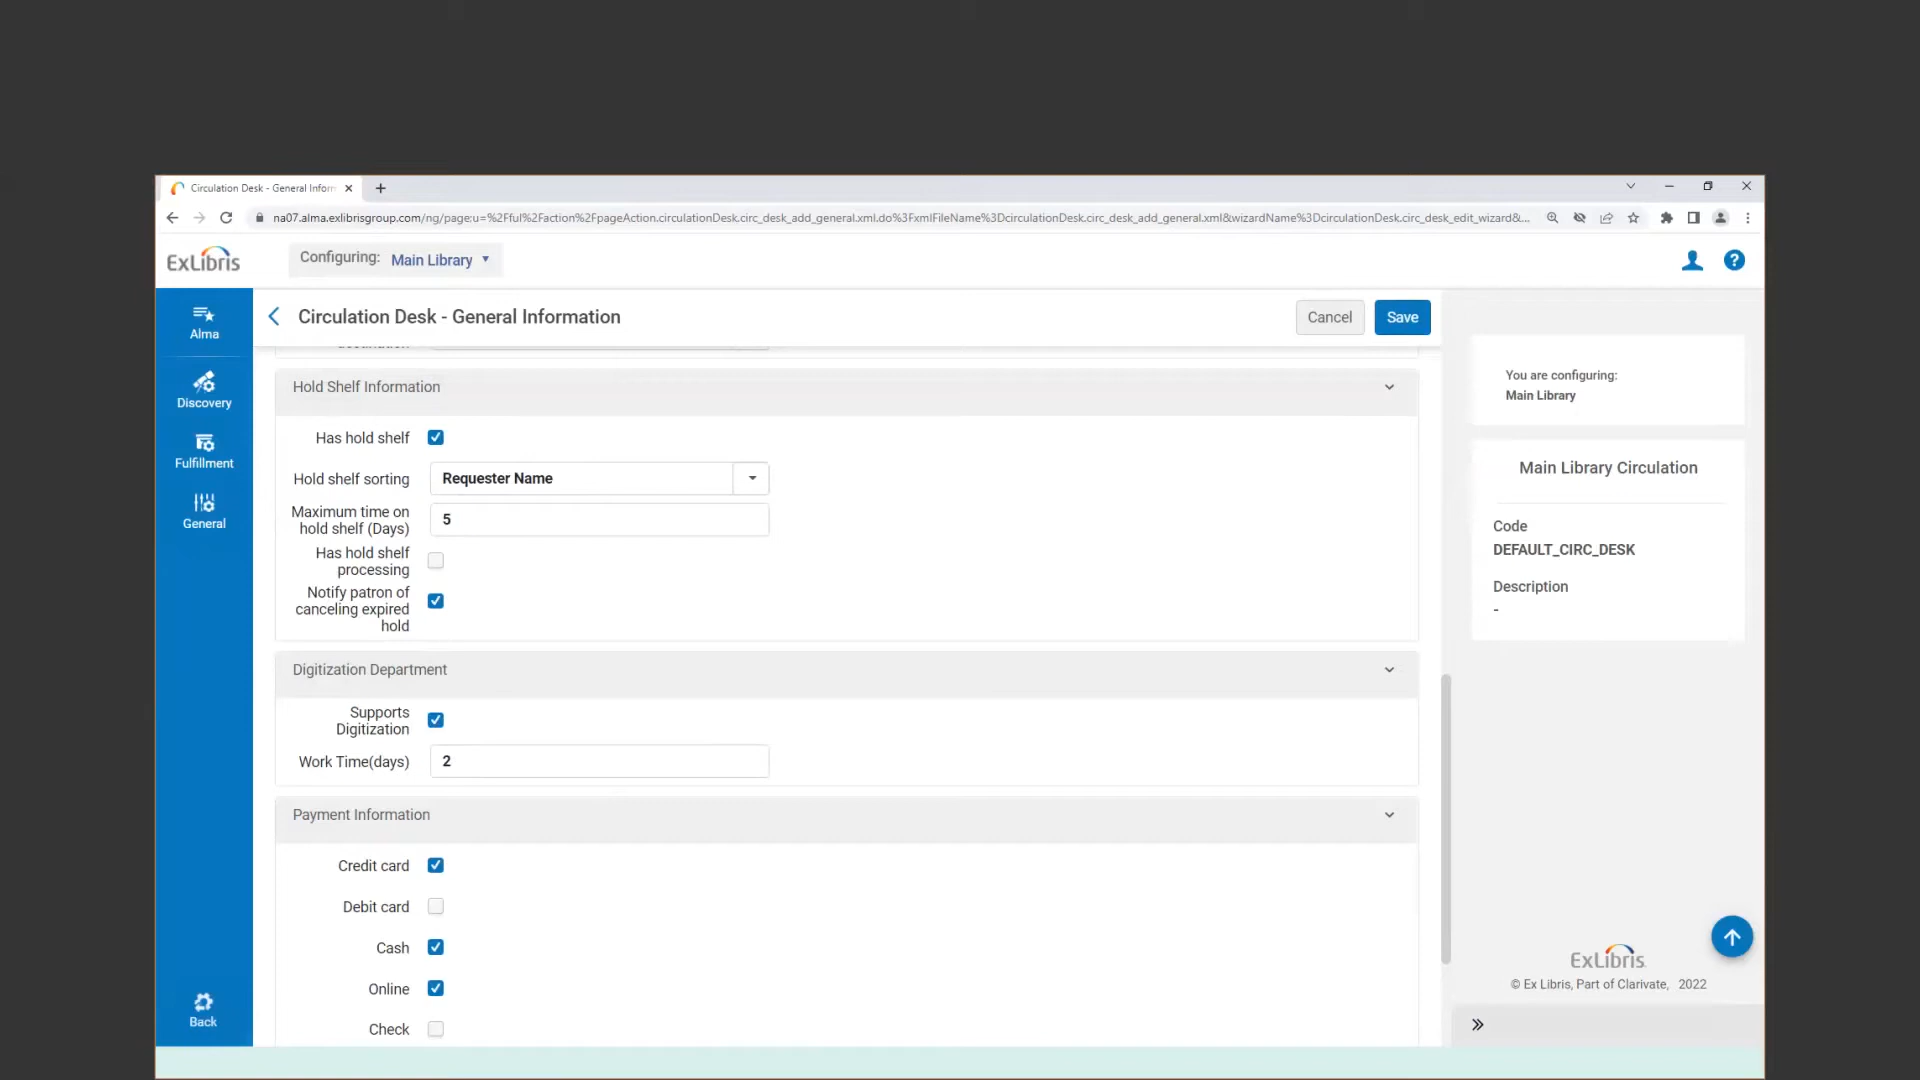 Circulation Desk - General Inform
na07.alma.exlibrisgroup.com/ng/page;u=%2Ful%2Faction%2FpageAction.circulationDesk.circ_desk_add_general.xml.do%3FxmlFileName%3DcirculationDesk.circ_desk_add_general.xml&wizardName%3DcirculationDesk.circ_desk_edit_wizard&...
ExLibris
Configuring: Main Library
Alma
Discovery
Fulfillment
General
Back
Circulation Desk - General Information
Cancel
Save
Hold Shelf Information
Has hold shelf
Hold shelf sorting
Requester Name
Maximum time on
hold shelf (Days)
5
Has hold shelf
processing
Notify patron of
canceling expired
hold
Digitization Department
Supports
Digitization
Work Time(days)
2
Payment Information
Credit card
Debit card
Cash
Online
Check
You are configuring:
Main Library
Main Library Circulation
Code
DEFAULT_CIRC_DESK
Description
-
ExLibris
© Ex Libris, Part of Clarivate, 2022